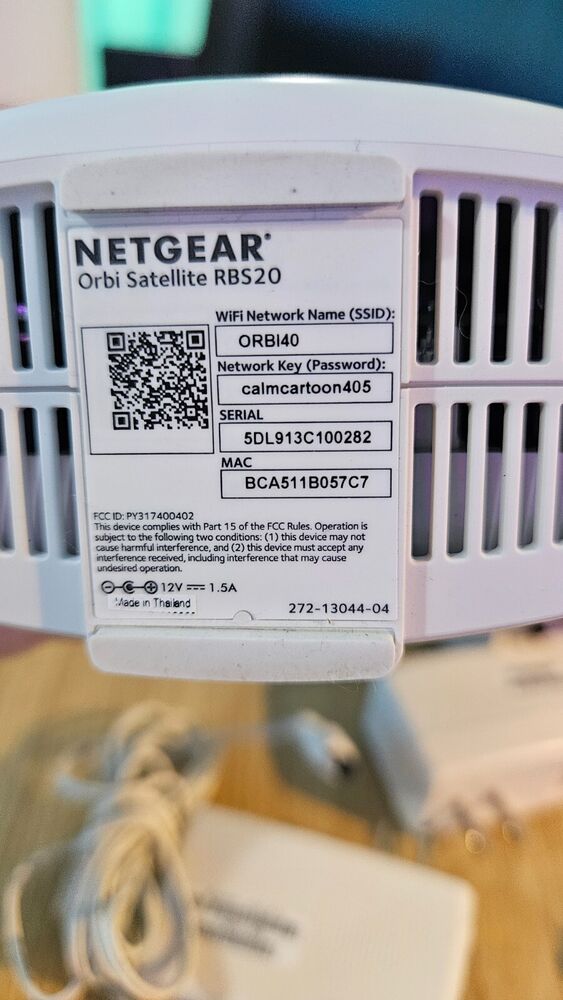 NETGEAR®
Orbi Satellite RBS20
WiFi Network Name (SSID):
ORBI40
Network Key (Password):
calmcartoon405
SERIAL
5DL913C100282
MAC
BCA511B057C7
FCC ID: PY317400402
This device complies with Part 15 of the FCC Rules. Operation is
subject to the following two conditions: (1) this device may not
cause harmful interference, and (2) this device must accept any
interference received, including interference that may cause
undesired operation.
12V 1.5A
Made in Thailand
272-13044-04